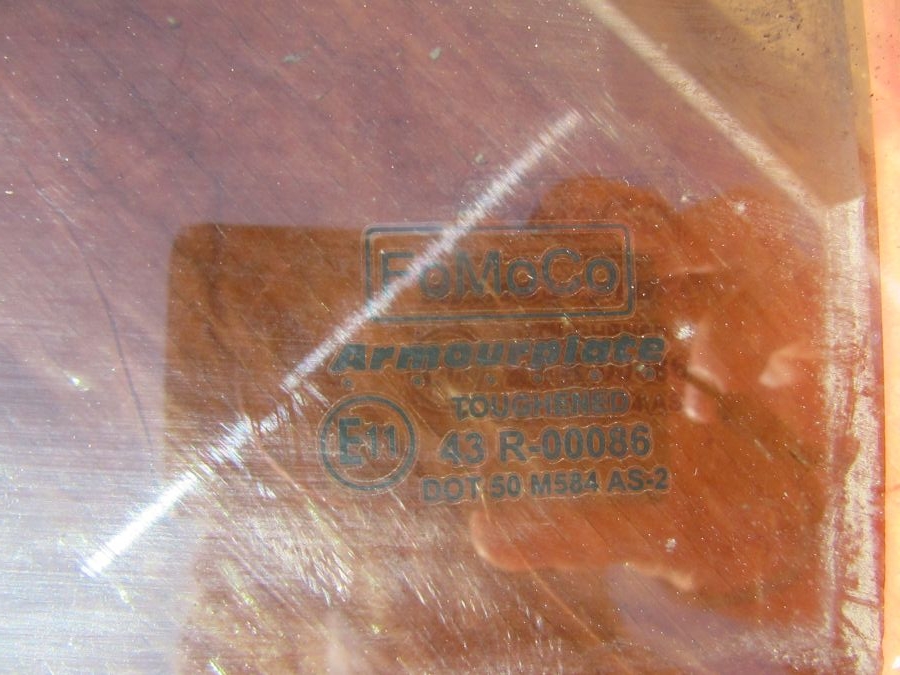 FoMoCo
Armourplate
TOUGHENED
E11
43 R-00086
DOT 50 M584 AS-2